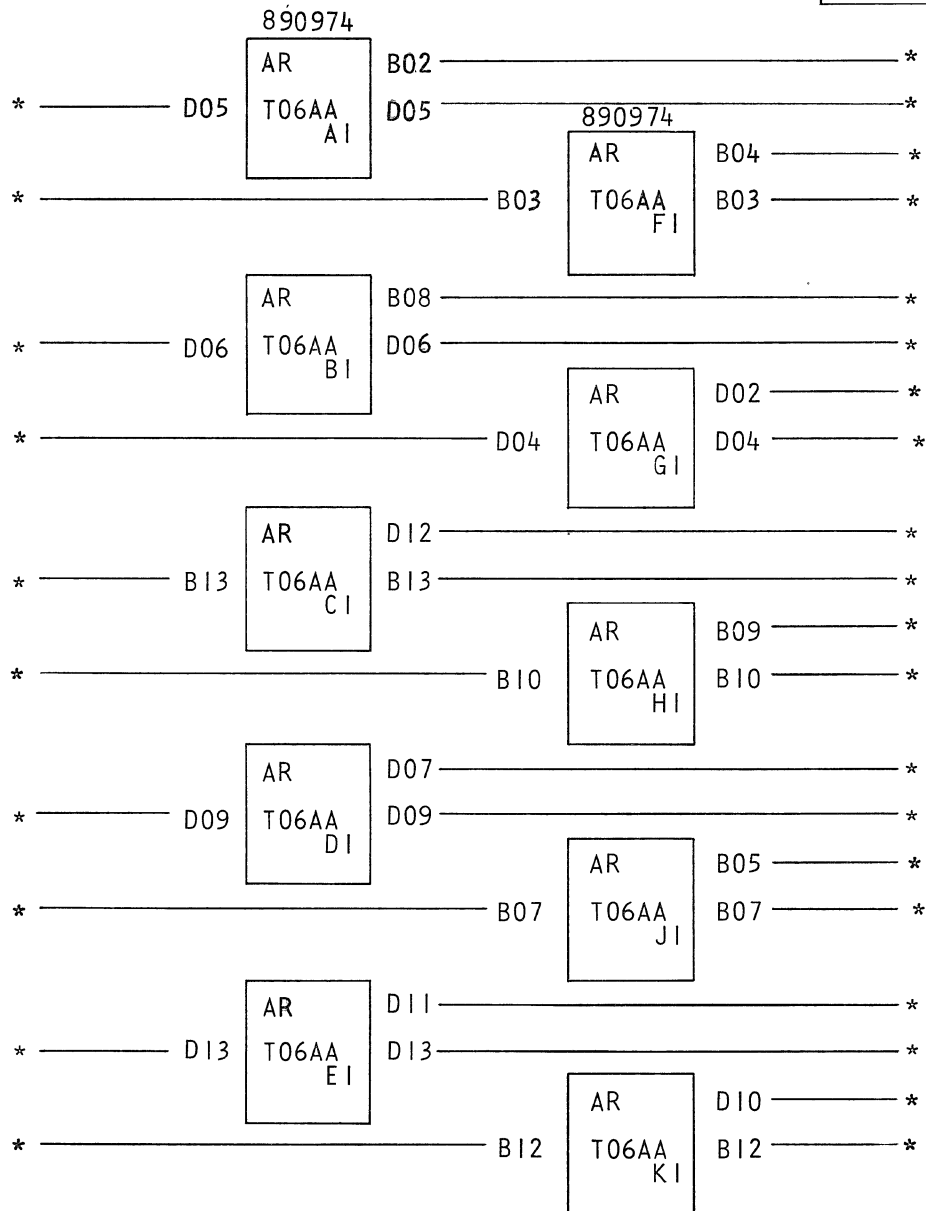 890974
AR B02 *
* D05 T06AA D05 *
A1
890974
AR B04 *
* B03 T06AA B03 *
F1
AR B08 *
* D06 T06AA D06 *
B1
AR D02 *
* D04 T06AA D04 *
G1
AR D12 *
* B13 T06AA B13 *
C1
AR B09 *
* B10 T06AA B10 *
H1
AR D07 *
* D09 T06AA D09 *
D1
AR B05 *
* B07 T06AA B07 *
J1
AR D11 *
* D13 T06AA D13 *
E1
AR D10 *
* B12 T06AA B12 *
K1